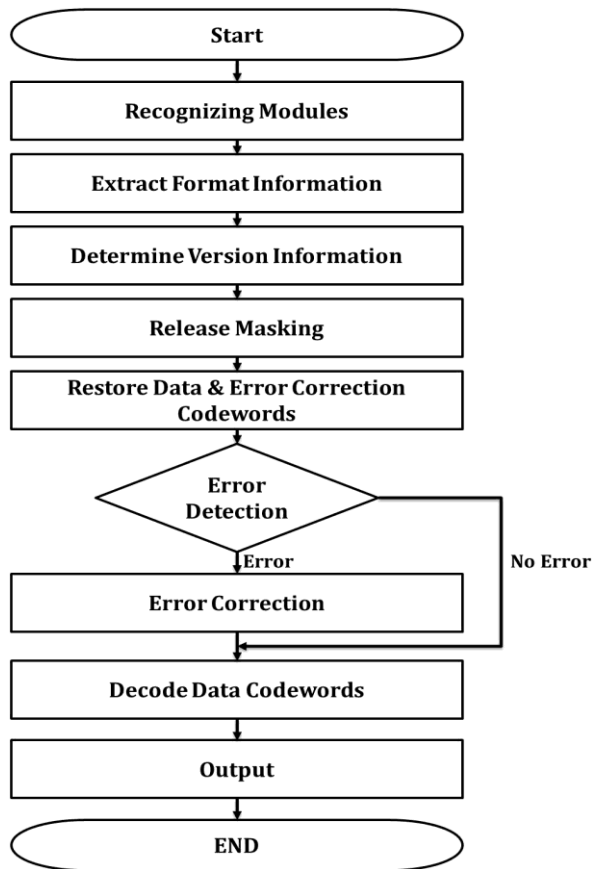 Start
Recognizing Modules
Extract Format Information
Determine Version Information
Release Masking
Restore Data & Error Correction
Codewords
Error
Detection
Error
No Error
Error Correction
Decode Data Codewords
Output
END